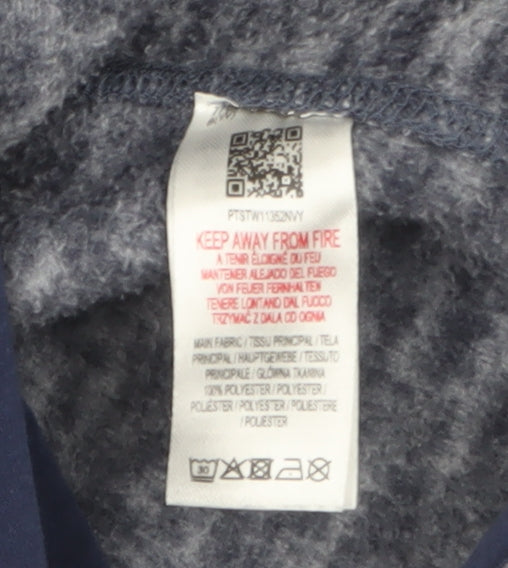 PTSTW11352NVY
KEEP AWAY FROM FIRE
A TENIR ÉLOIGNÉ DU FEU
MANTENER ALEJADO DEL FUEGO
VON FEUER FERNHALTEN
TENERE LONTANO DAL FUOCO
TRZYMAĆ Z DALA OD OGNIA
MAIN FABRIC / TISSU PRINCIPAL / TELA
PRINCIPAL / HAUPTGEWEBE / TESSUTO
PRINCIPALE / GŁÓWNA TKANINA
100% POLYESTER / POLYESTER /
POLIÉSTER / POLYESTER / POLIESTERE
/ POLIESTER
30